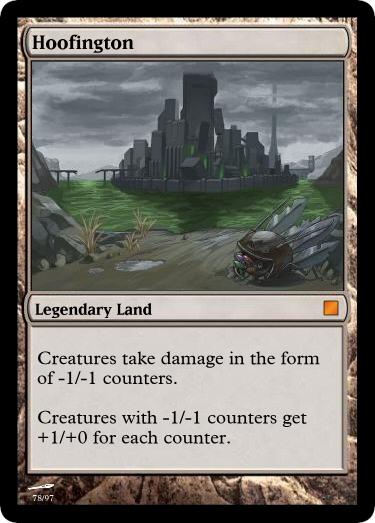 Hoofington
Legendary Land
Creatures take damage in the form
of -1/-1 counters.
Creatures with -1/-1 counters get
+1/+0 for each counter.
78/97